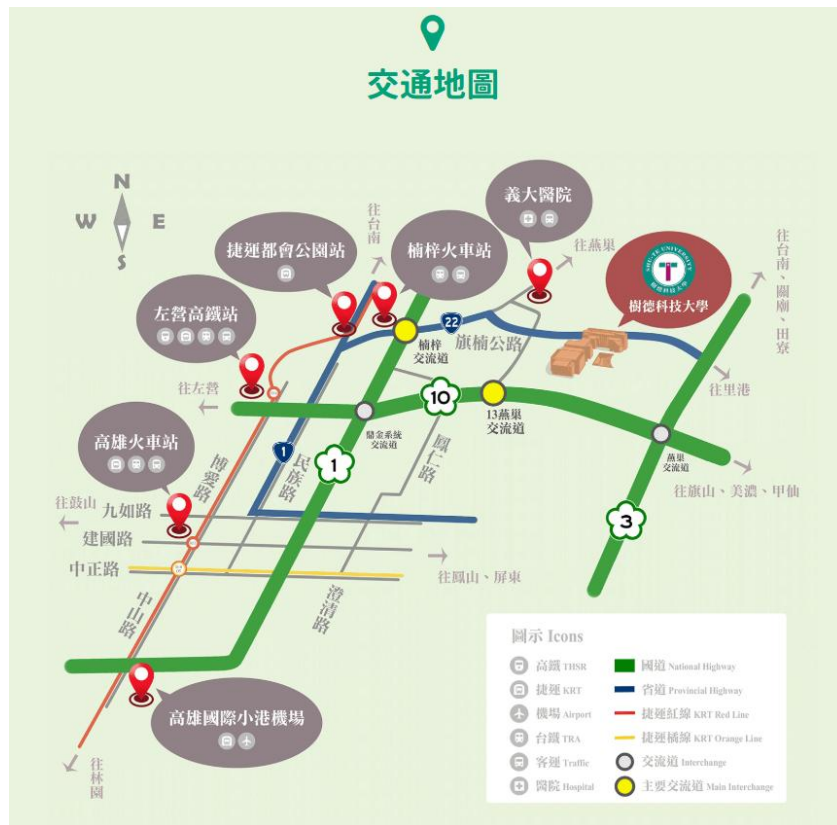 交通地圖
N
W E
S
往台南
義大醫院
往燕巢
SHU-TE UNIVERSITY
樹德科技大學
樹德科技大學
往台南、關廟、田寮
捷運都會公園站
楠梓火車站
左營高鐵站
22
旗楠公路
楠梓
交流道
往左營
往里港
10
13燕巢
交流道
鼎金系統
交流道
燕巢
交流道
高雄火車站
博愛路
1
民族路
1
鳳仁路
往旗山、美濃、甲仙
往鼓山
九如路
3
建國路
中正路
往鳳山、屏東
中山路
澄清路
高雄國際小港機場
往林園
圖示 Icons
高鐵 THSR
國道 National Highway
捷運 KRT
省道 Provincial Highway
機場 Airport
捷運紅線 KRT Red Line
台鐵 TRA
捷運橘線 KRT Orange Line
客運 Traffic
交流道 Interchange
醫院 Hospital
主要交流道 Main Interchange